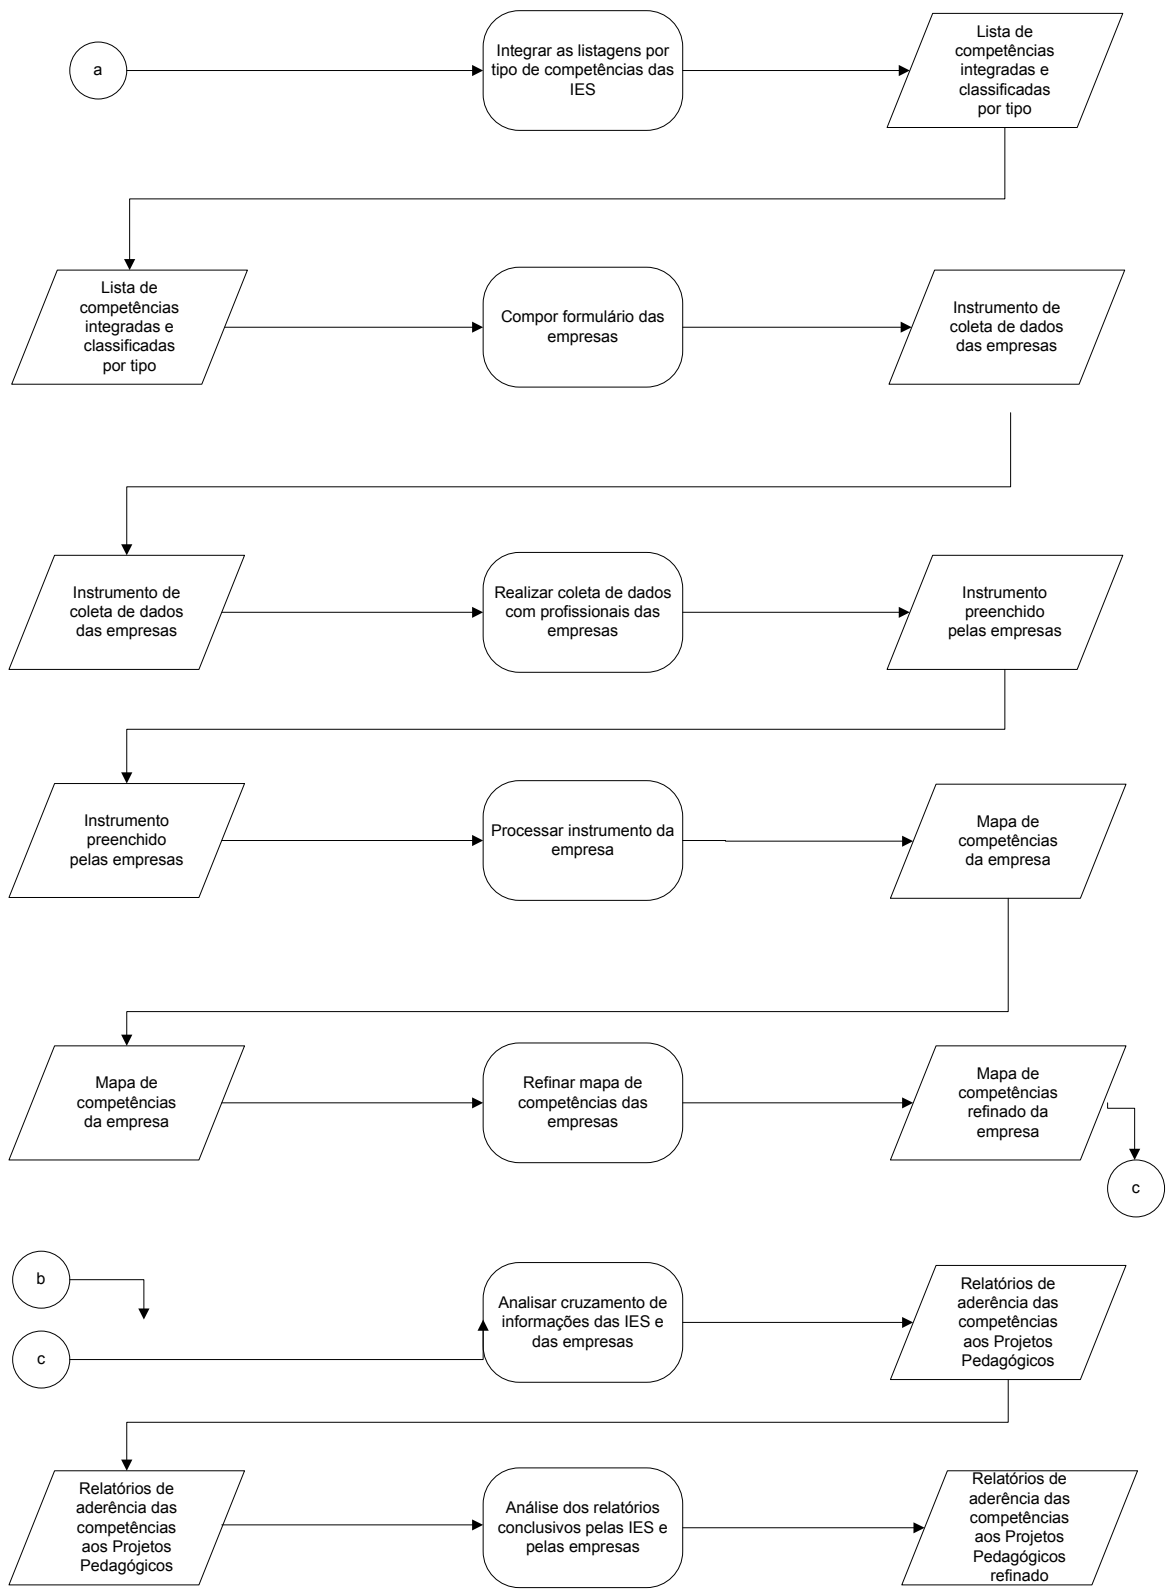 a
Integrar as listagens por
tipo de competências das
IES
Lista de
competências
integradas e
classificadas
por tipo
Lista de
competências
integradas e
classificadas
por tipo
Compor formulário das
empresas
Instrumento de
coleta de dados
das empresas
Instrumento de
coleta de dados
das empresas
Realizar coleta de dados
com profissionais das
empresas
Instrumento
preenchido
pelas empresas
Instrumento
preenchido
pelas empresas
Processar instrumento da
empresa
Mapa de
competências
da empresa
Mapa de
competências
da empresa
Refinar mapa de
competências das
empresas
Mapa de
competências
refinado da
empresa
c
b
c
Analisar cruzamento de
informações das IES e
das empresas
Relatórios de
aderência das
competências
aos Projetos
Pedagógicos
Relatórios de
aderência das
competências
aos Projetos
Pedagógicos
Análise dos relatórios
conclusivos pelas IES e
pelas empresas
Relatórios de
aderência das
competências
aos Projetos
Pedagógicos
refinado